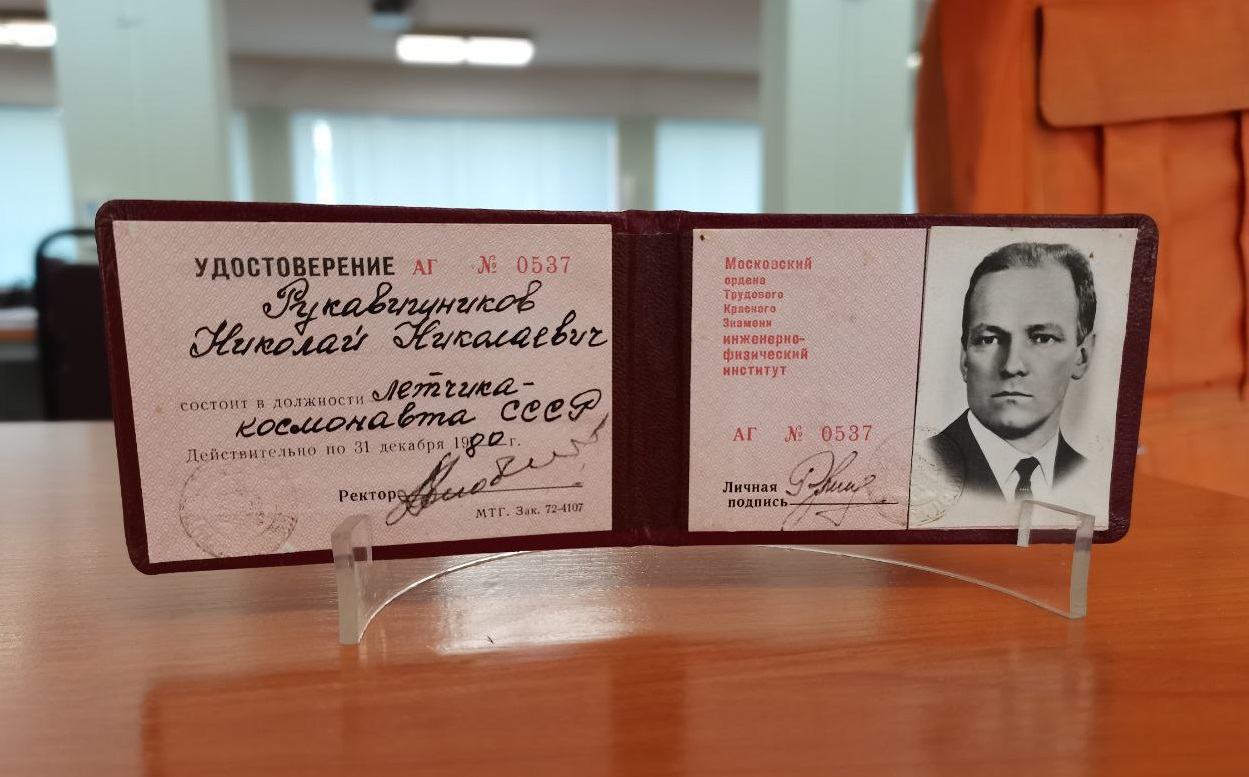 УДОСТОВЕРЕНИЕ АГ № 0537
Рукавишников
Николай Николаевич
состоит в должности летчика-
космонавта СССР
Действительно по 31 декабря 1980 г.
Ректор
МТГ. Зак. 72-4107
Московский
ордена
Трудового
Красного
Знамени
инженерно-
физический
институт
АГ № 0537
Личная
подпись